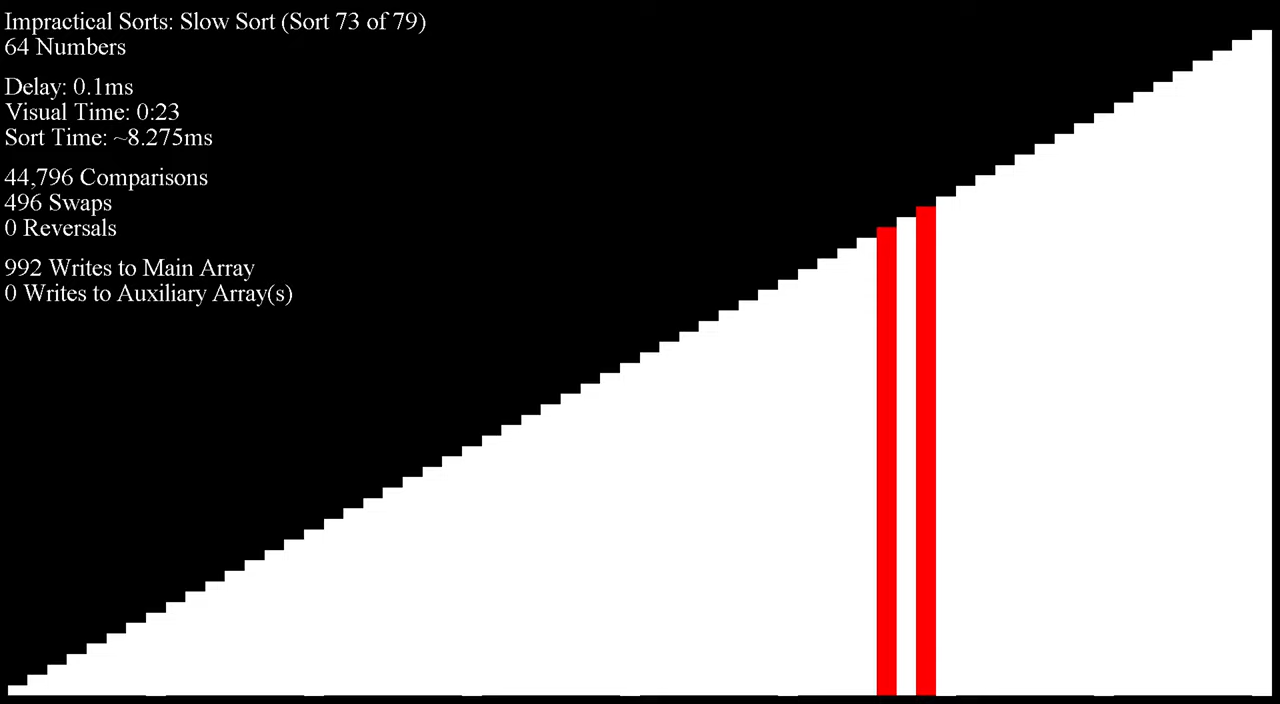 Impractical Sorts: Slow Sort (Sort 73 of 79)
64 Numbers
Delay: 0.1ms
Visual Time: 0:23
Sort Time: ~8.275ms
44,796 Comparisons
496 Swaps
0 Reversals
992 Writes to Main Array
0 Writes to Auxiliary Array(s)